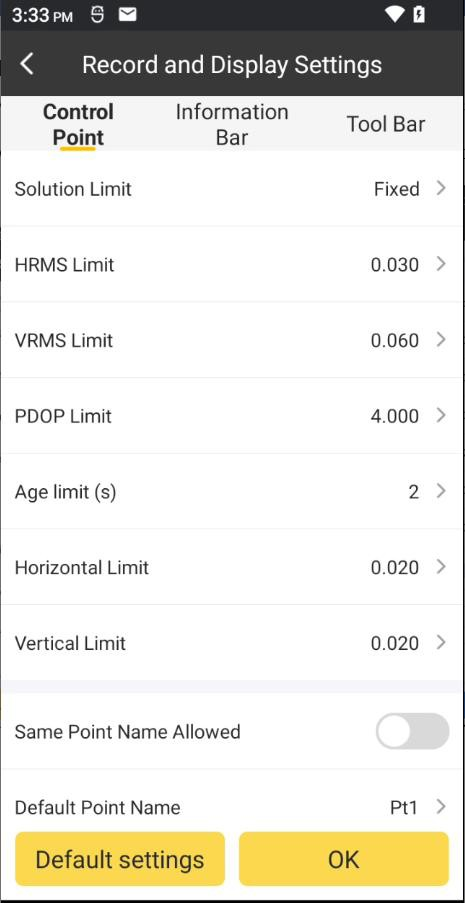 3:33 PM
Record and Display Settings
Control Information Tool Bar
Point Bar
Solution Limit Fixed
HRMS Limit 0.030
VRMS Limit 0.060
PDOP Limit 4.000
Age limit (s) 2
Horizontal Limit 0.020
Vertical Limit 0.020
Same Point Name Allowed
Default Point Name Pt1
Default settings OK